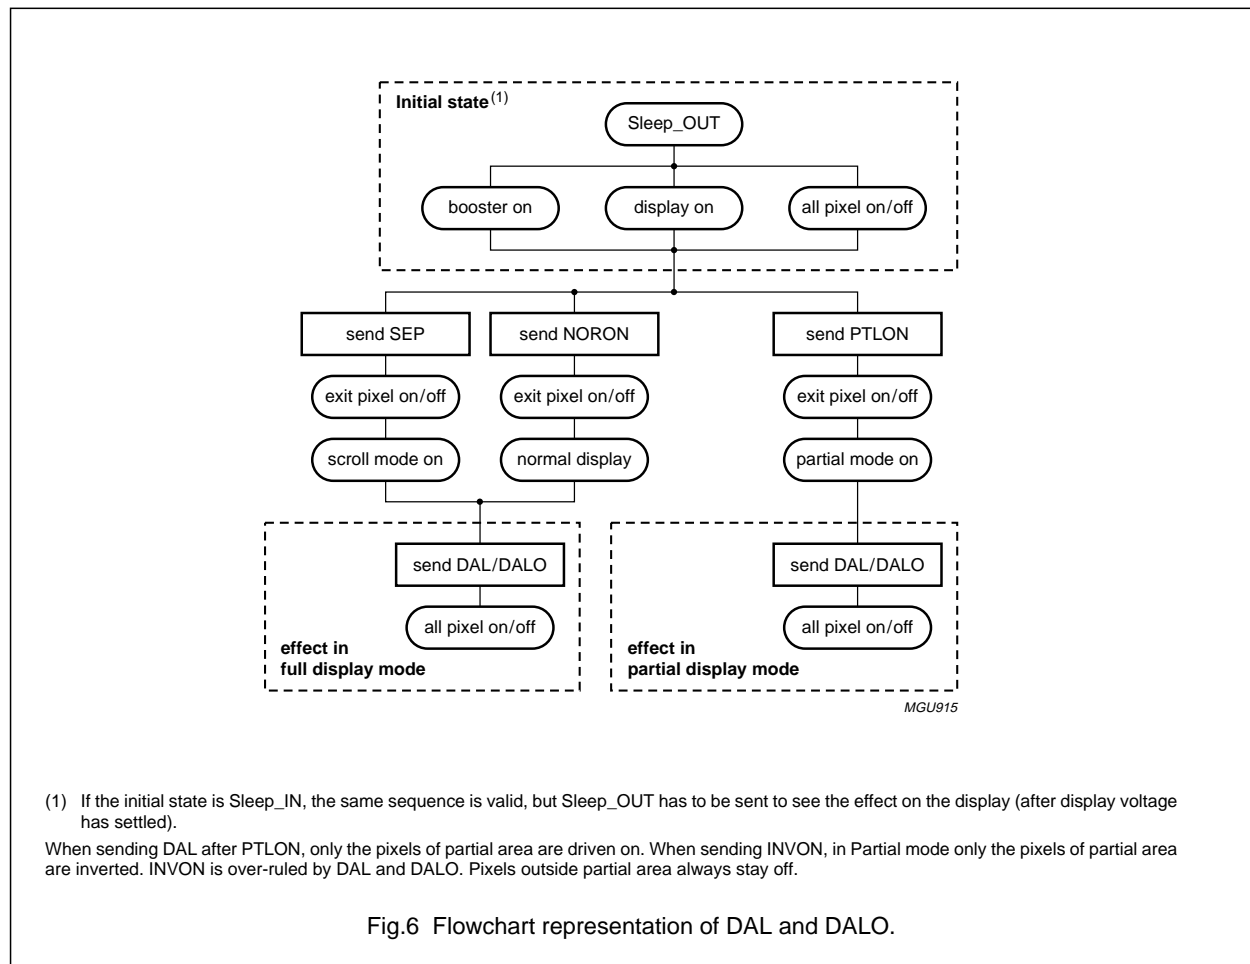 Initial state(1)
Sleep_OUT
booster on
display on
all pixel on/off
send SEP
send NORON
send PTLON
exit pixel on/off
exit pixel on/off
exit pixel on/off
scroll mode on
normal display
partial mode on
send DAL/DALO
send DAL/DALO
all pixel on/off
all pixel on/off
effect in
full display mode
effect in
partial display mode
MGU915
(1) If the initial state is Sleep_IN, the same sequence is valid, but Sleep_OUT has to be sent to see the effect on the display (after display voltage
has settled).
When sending DAL after PTLON, only the pixels of partial area are driven on. When sending INVON, in Partial mode only the pixels of partial area
are inverted. INVON is over-ruled by DAL and DALO. Pixels outside partial area always stay off.
Fig.6 Flowchart representation of DAL and DALO.